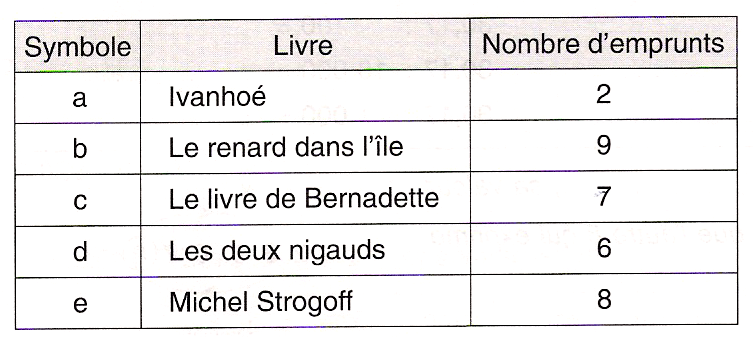 Symbole Livre Nombre d'emprunts
a Ivanhoé 2
b Le renard dans l'île 9
c Le livre de Bernadette 7
d Les deux nigauds 6
e Michel Strogoff 8